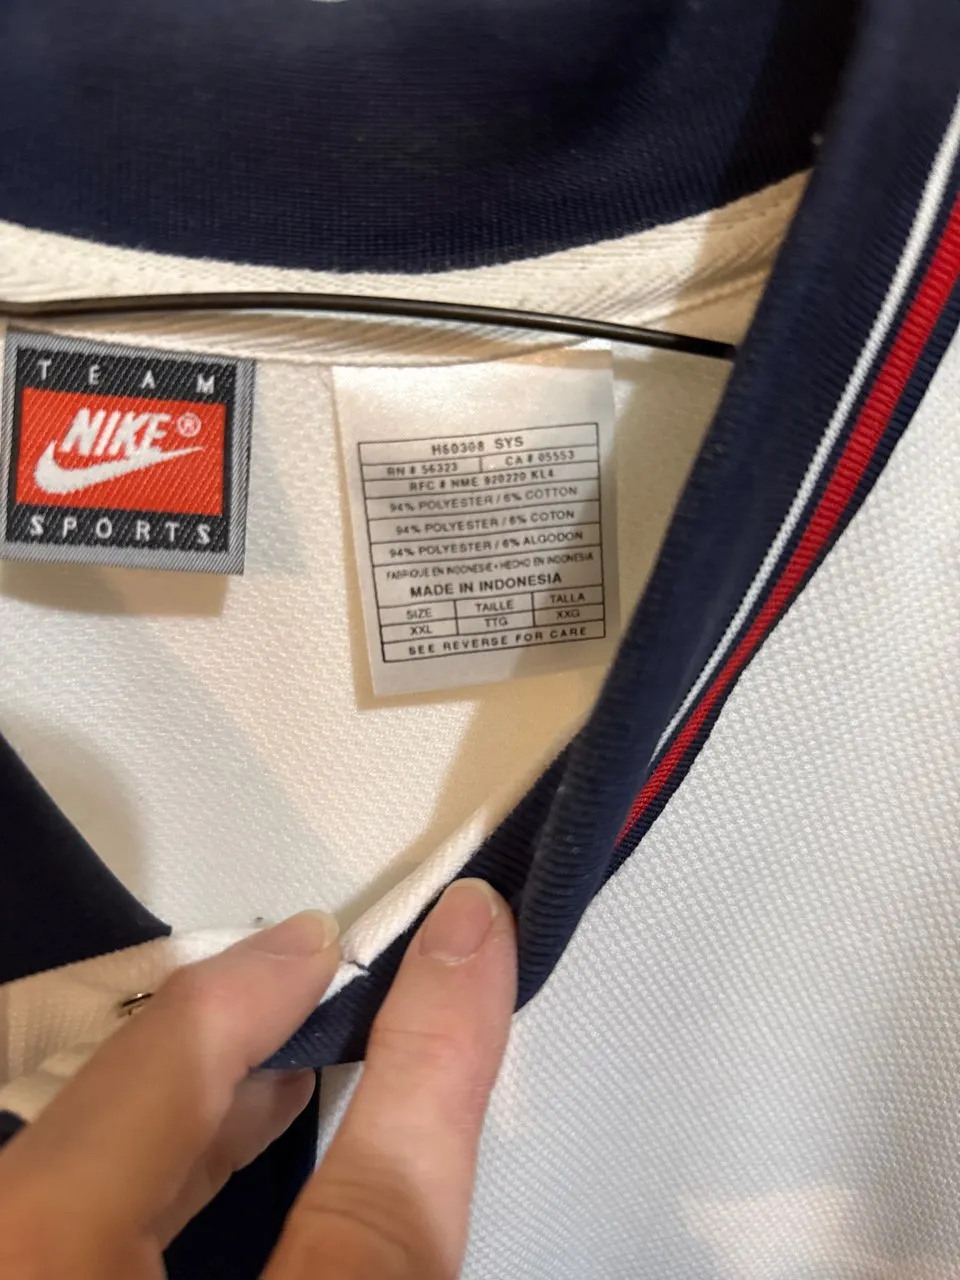 TEAM
NIKE®
SPORTS
H50308 SYS
RN # 56323 CA # 05553
RFC # NME 920220 KL4
94% POLYESTER / 6% COTTON
94% POLYESTER / 6% COTON
94% POLYESTER / 6% ALGODON
FABRIQUE EN INDONESIE • HECHO EN INDONESIA
MADE IN INDONESIA
SIZE TAILLE TALLA
XXL TTG XXG
SEE REVERSE FOR CARE